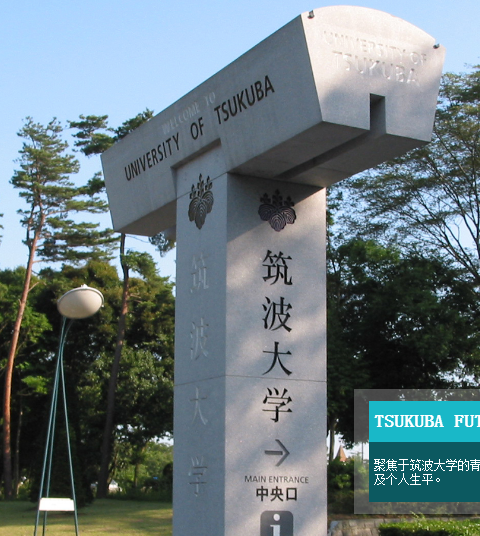 WELCOME TO
UNIVERSITY OF TSUKUBA
UNIVERSITY OF
TSUKUBA
筑波大学
筑波大学
MAIN ENTRANCE
中央口
i
TSUKUBA FUT
聚焦于筑波大学的青
及个人生平。